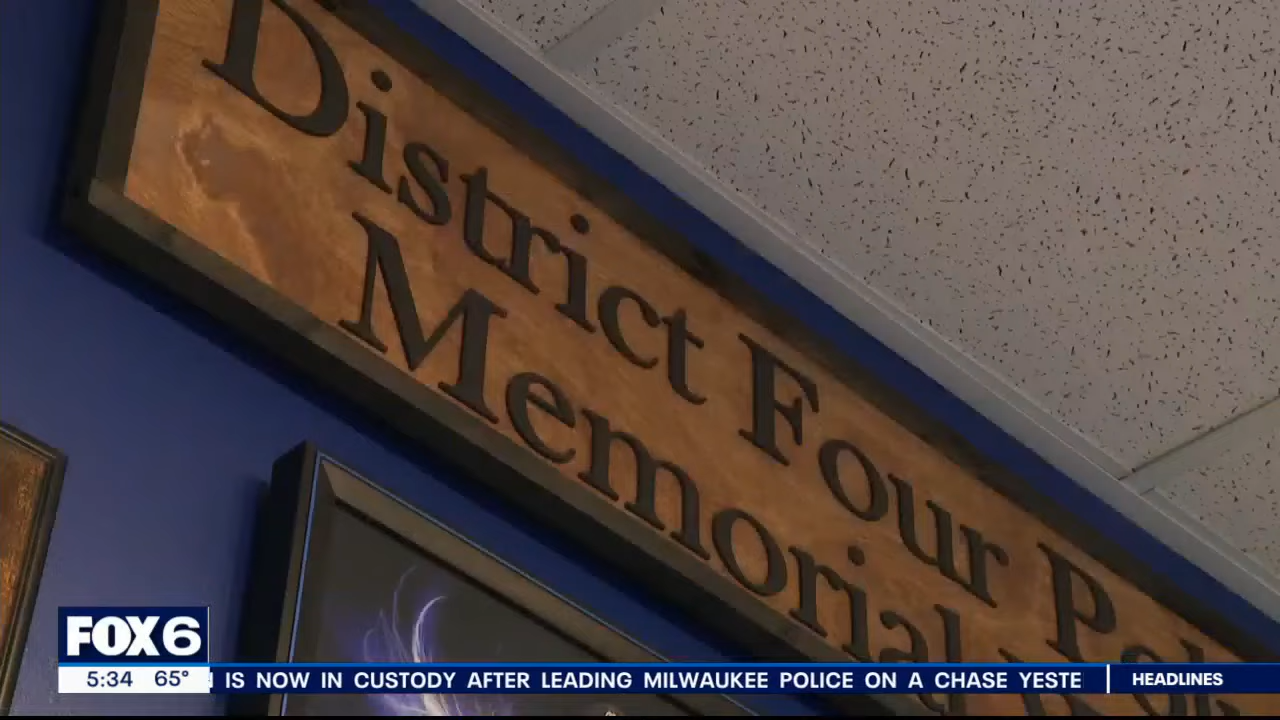 District Four
Memorial
FOX6
5:34 65° IS NOW IN CUSTODY AFTER LEADING MILWAUKEE POLICE ON A CHASE YESTE HEADLINES